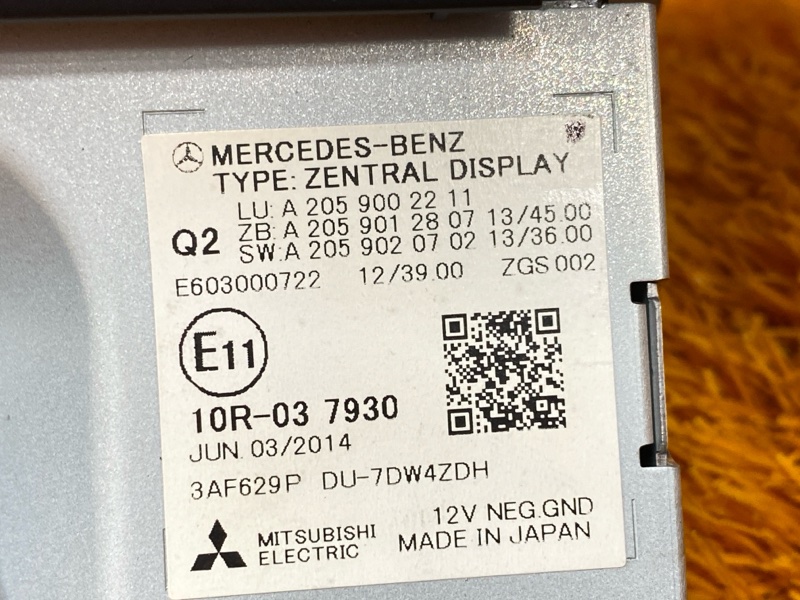 MERCEDES-BENZ
TYPE: ZENTRAL DISPLAY
LU: A 205 900 22 11
Q2 ZB: A 205 901 28 07 13/45.00
SW:A 205 902 07 02 13/36.00
E603000722 12/39.00 ZGS 002
E11
10R-03 7930
JUN. 03/2014
3AF629P DU-7DW4ZDH
12V NEG.GND
MITSUBISHI
ELECTRIC
MADE IN JAPAN